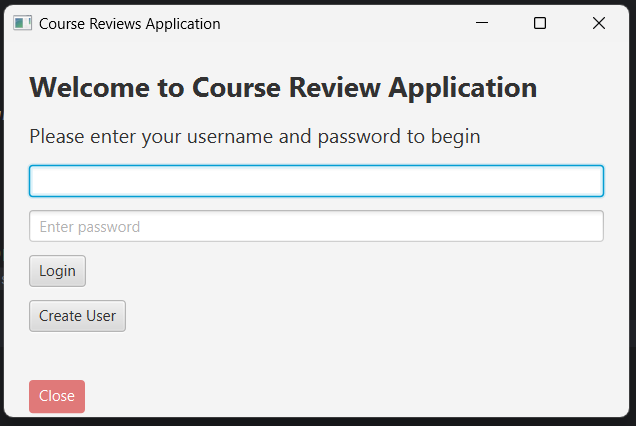 Course Reviews Application
Welcome to Course Review Application
Please enter your username and password to begin
Enter password
Login
Create User
Close